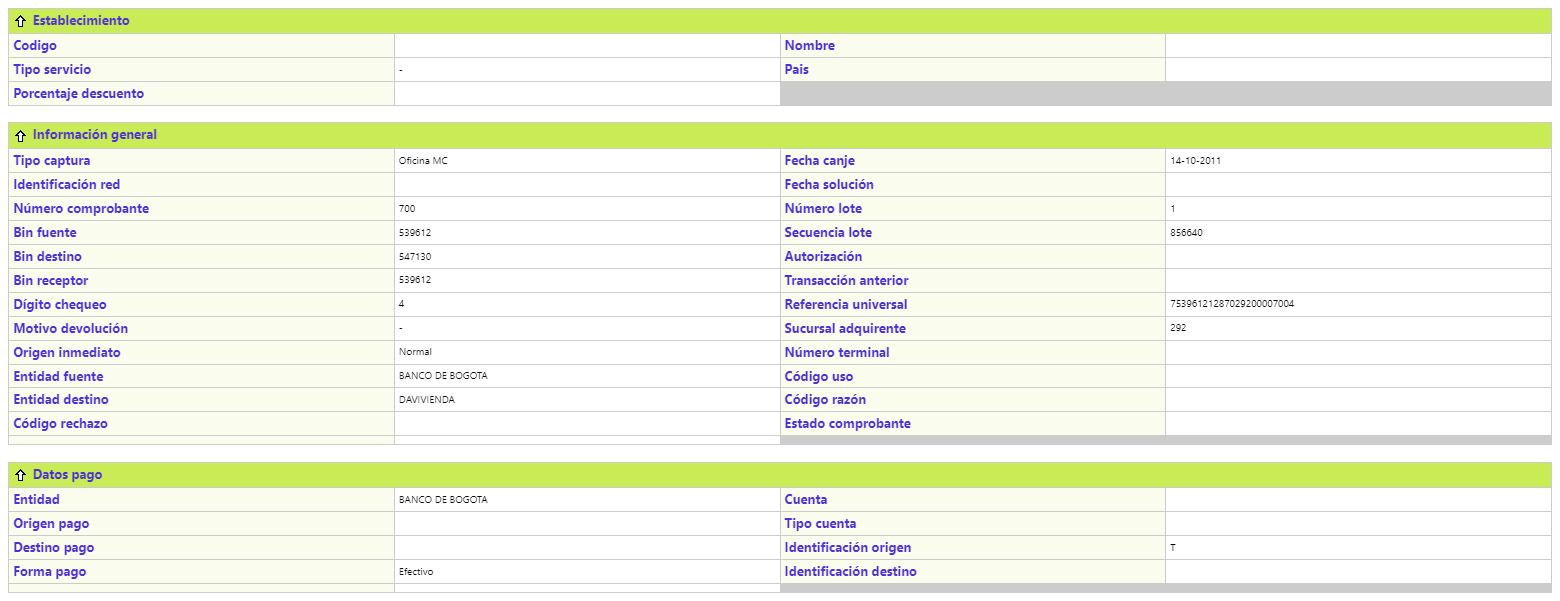 Establecimiento
Codigo Nombre
Tipo servicio - Pais
Porcentaje descuento
Información general
Tipo captura Oficina MC Fecha canje 14-10-2011
Identificación red Fecha solución
Número comprobante 700 Número lote 1
Bin fuente 539612 Secuencia lote 856640
Bin destino 547130 Autorización
Bin receptor 539612 Transacción anterior
Dígito chequeo 4 Referencia universal 75396121287029200007004
Motivo devolución - Sucursal adquirente 292
Origen inmediato Normal Número terminal
Entidad fuente BANCO DE BOGOTA Código uso
Entidad destino DAVIVIENDA Código razón
Código rechazo Estado comprobante
Datos pago
Entidad BANCO DE BOGOTA Cuenta
Origen pago Tipo cuenta
Destino pago Identificación origen T
Forma pago Efectivo Identificación destino